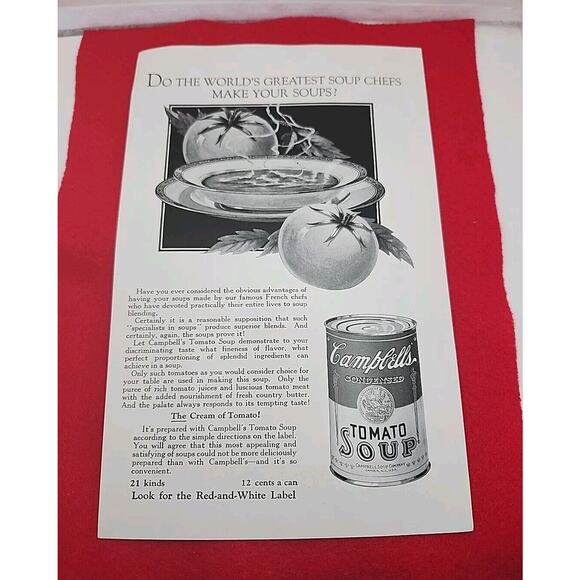 DO THE WORLD'S GREATEST SOUP CHEFS
MAKE YOUR SOUPS?
Have you ever considered the obvious advantages of
having your soups made by our famous French chefs
who have devoted practically their entire lives to soup
blending.
Certainly it is a reasonable supposition that such
"specialists in soups" produce superior blends. And
certainly, again, the soups prove it!
Let Campbell's Tomato Soup demonstrate to your
discriminating taste what fineness of flavor, what
perfect proportioning of splendid ingredients can
achieve in a soup.
Only such tomatoes as you would consider choice for
your table are used in making this soup. Only the
puree of rich tomato juices and luscious tomato meat
with the added nourishment of fresh country butter.
And the palate always responds to its tempting taste!
The Cream of Tomato!
It's prepared with Campbell's Tomato Soup
according to the simple directions on the label.
You will agree that this most appealing and
satisfying of soups could not be more deliciously
prepared than with Campbell's—and it's so
convenient.
21 kinds 12 cents a can
Look for the Red-and-White Label
Campbell's.
CONDENSED
TOMATO
SOUP
CAMPBELL SOUP COMPANY
CAMDEN, N.J., U.S.A.